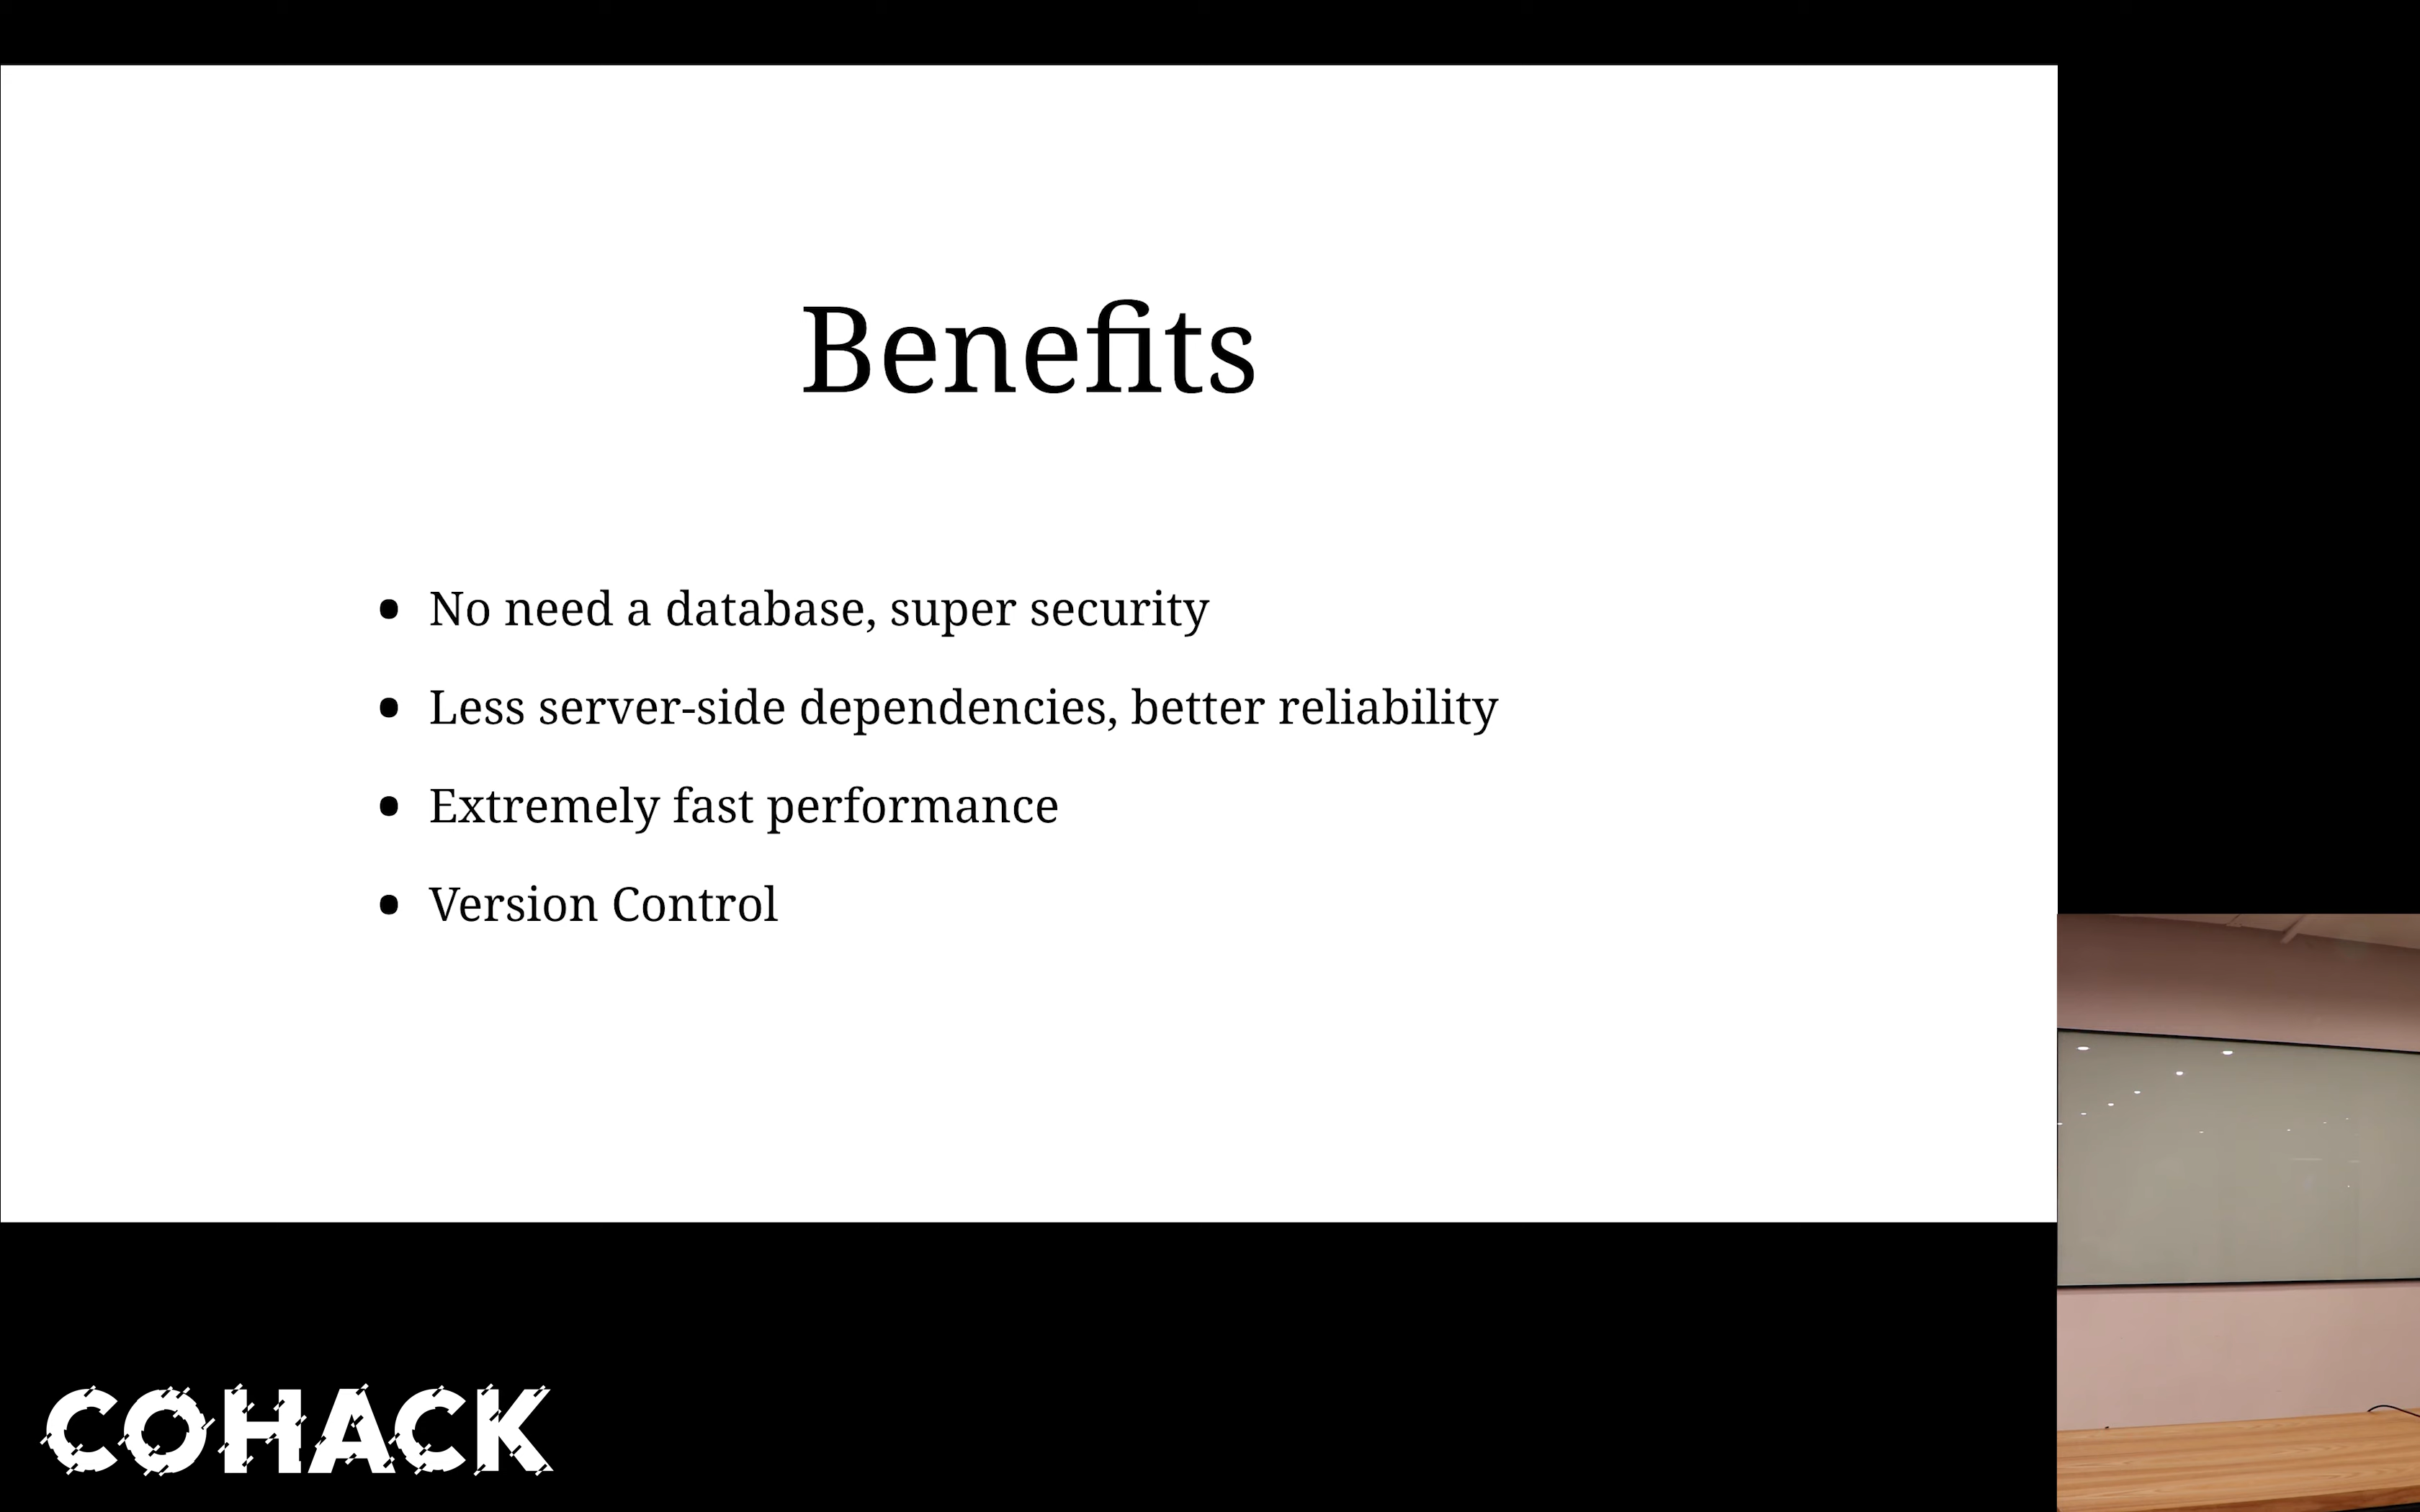 Benefits
• No need a database, super security
• Less server-side dependencies, better reliability
• Extremely fast performance
• Version Control
COHACK